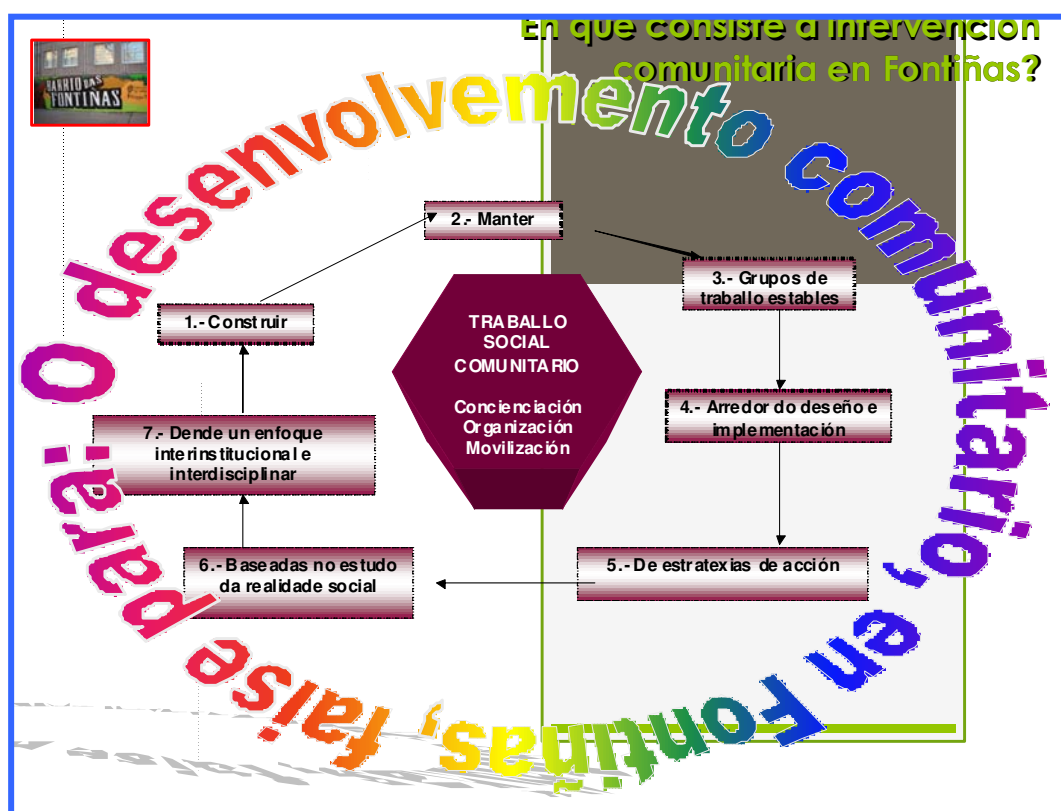 En que consiste a intervención
comunitaria en Fontiñas?
BARRIO DAS
FONTIÑAS
O desenvolvemento comunitario, en Fontiñas, faise para:
2.- Manter
3.- Grupos de
traballo estables
1.- Construir
TRABALLO
SOCIAL
COMUNITARIO
Concienciación
Organización
Movilización
4.- Arredor do deseño e
implementación
7.- Dende un enfoque
interinstitucional e
interdisciplinar
5.- De estratexias de acción
6.- Baseadas no estudo
da realidade social